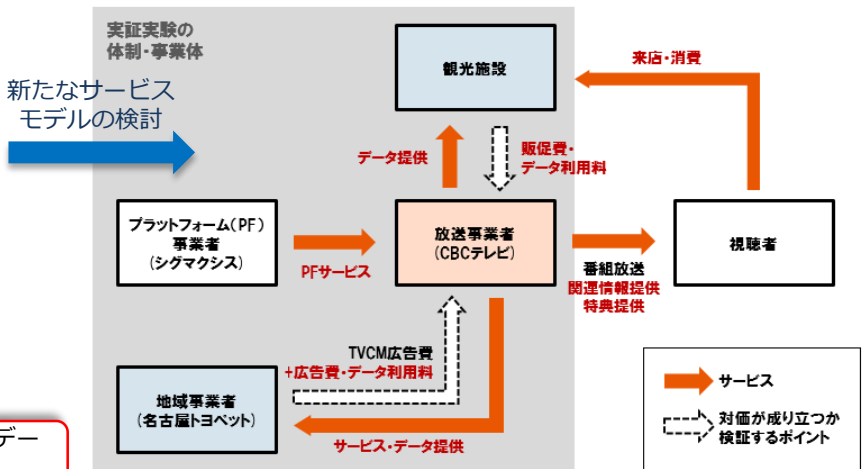 実証実験の
体制・事業体
新たなサービス
モデルの検討
観光施設
来店・消費
データ提供
販促費・
データ利用料
プラットフォーム(PF)
事業者
(シグマクシス)
PFサービス
放送事業者
(CBCテレビ)
番組放送
関連情報提供
特典提供
視聴者
TVCM広告費
+広告費・データ利用料
地域事業者
(名古屋トヨペット)
サービス・データ提供
サービス
対価が成り立つか
検証するポイント
デー